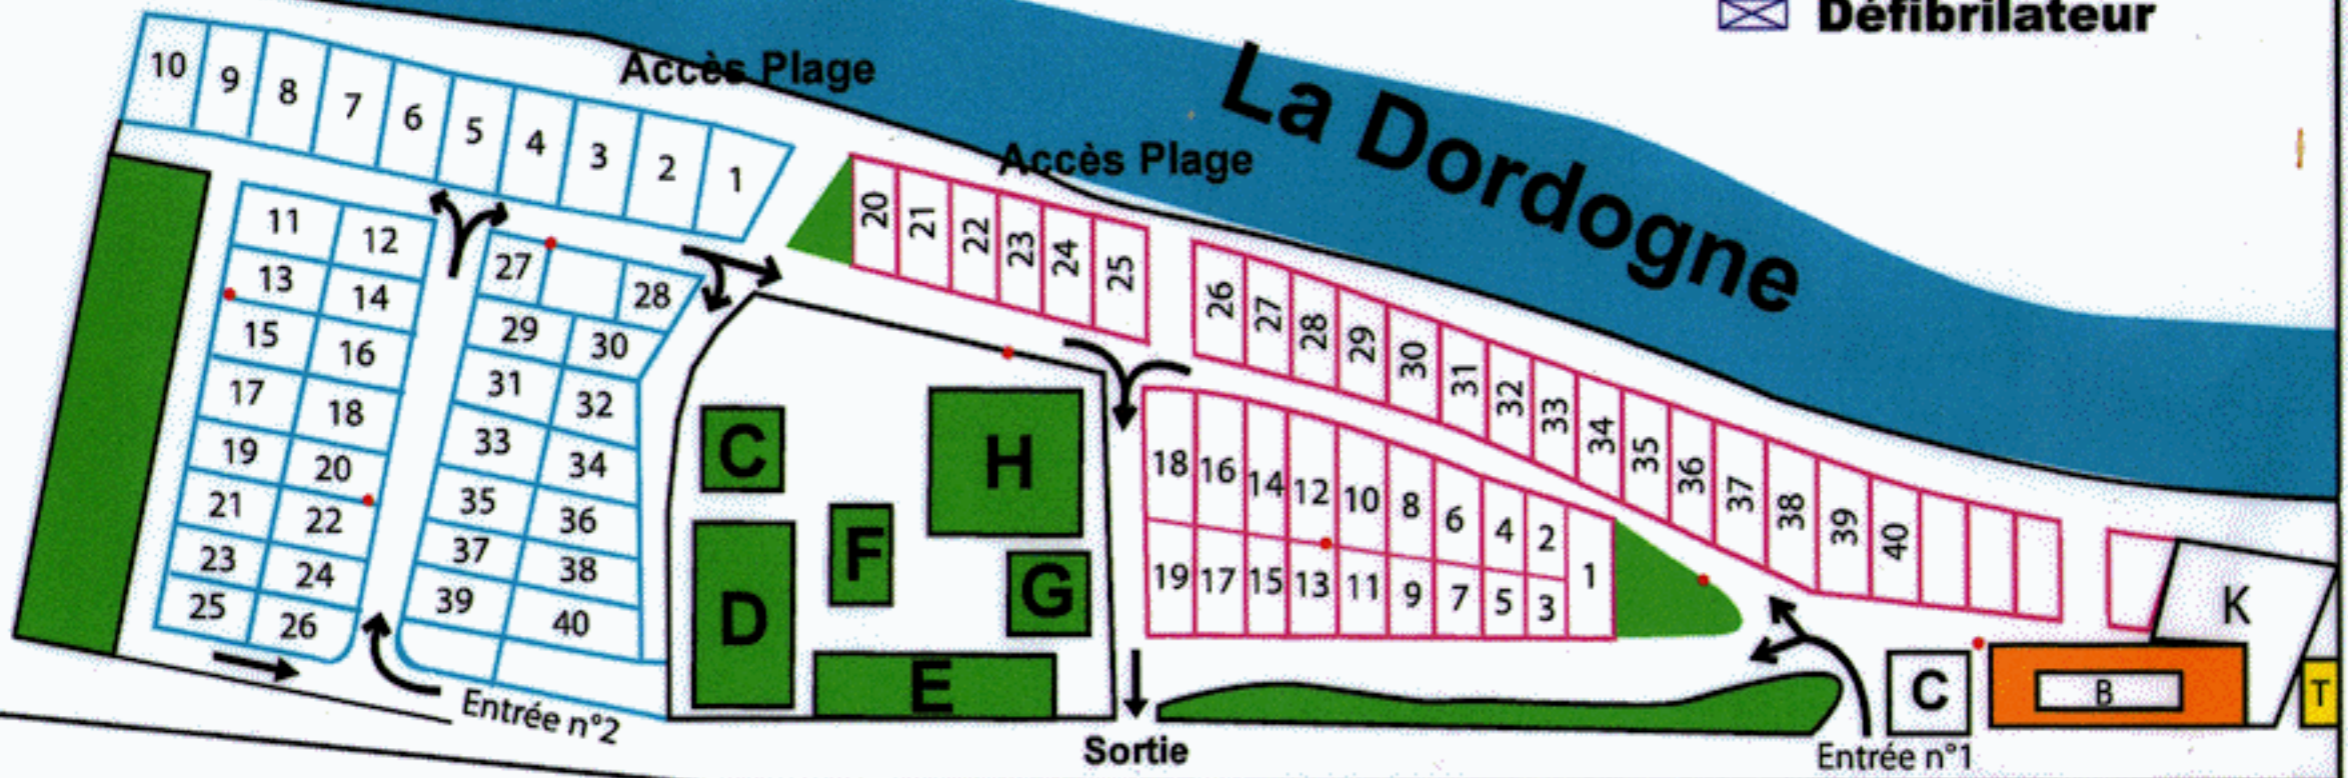 Défibrilateur
La Dordogne
Accès Plage
Accès Plage
10 9 8 7 6 5 4 3 2 1
11 12
13 14
15 16
17 18
19 20
21 22
23 24
25 26
27 28
29 30
31 32
33 34
35 36
37 38
39 40
Entrée n°2
20 21 22 23 24 25
26 27 28 29 30 31 32 33 34 35 36 37 38 39 40
C
H
F
D
G
E
18 16 14 12 10 8 6 4 2 1
19 17 15 13 11 9 7 5 3
Sortie
K
C
B
T
Entrée n°1